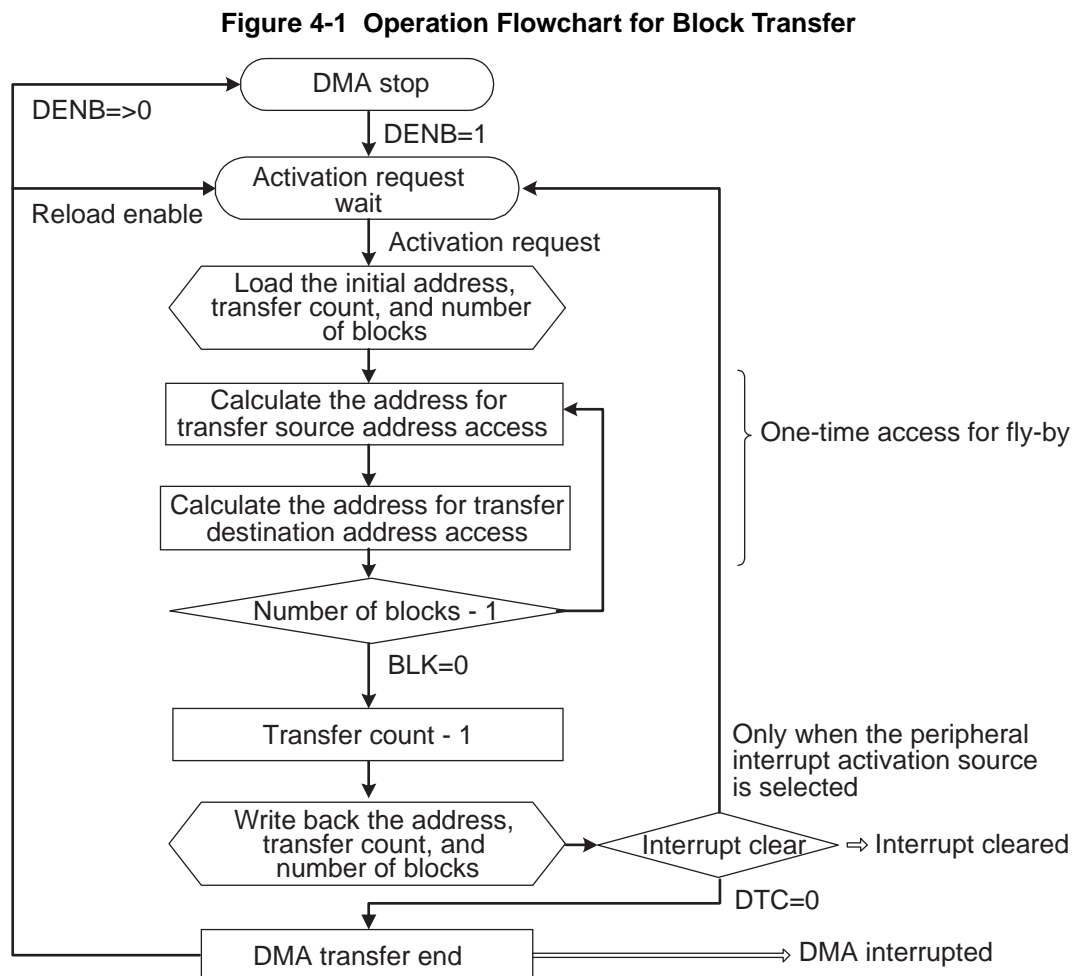 Figure 4-1 Operation Flowchart for Block Transfer
DMA stop
DENB=>0
DENB=1
Activation request
wait
Reload enable
Activation request
Load the initial address,
transfer count, and number
of blocks
Calculate the address for
transfer source address access
One-time access for fly-by
Calculate the address for transfer
destination address access
Number of blocks - 1
BLK=0
Transfer count - 1
Only when the peripheral
interrupt activation source
is selected
Write back the address,
transfer count, and
number of blocks
Interrupt clear
Interrupt cleared
DTC=0
DMA transfer end
DMA interrupted